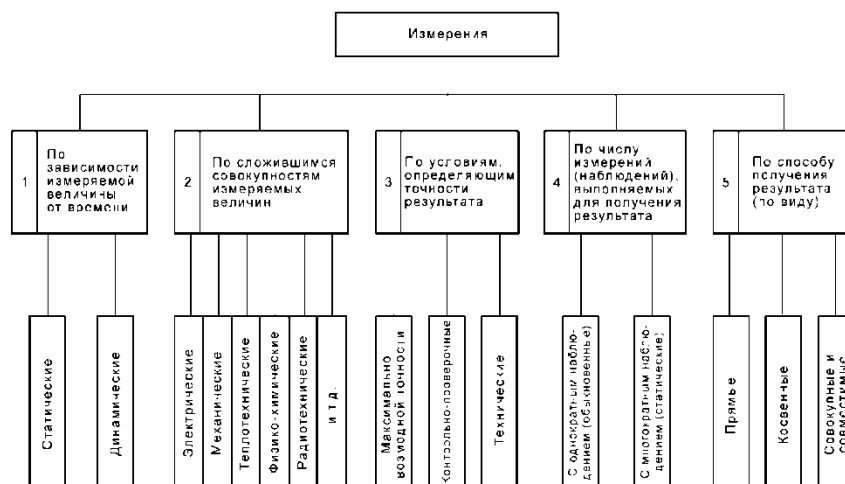 Измерения
1
По
зависимости
измеряемой
величины
от времени
2
По сложившимся
совокупностям
измеряемых
величин
3
По условиям,
определяющим
точности
результата
4
По числу
измерений
(наблюдений),
выполняемых
для получения
результата
5
По способу
получения
результата
(по виду)
Статические
Динамические
Электрические
Механические
Теплотехнические
Физико-химические
Радиотехнические
и т д.
Максимально
возмодной точности
Контрольно-поверочные
Технические
С однократным наблю-
дением (обыкновенные)
С многократным наблю-
дением (статические)
Прямые
Косвенные
Совокупные и
совместимые